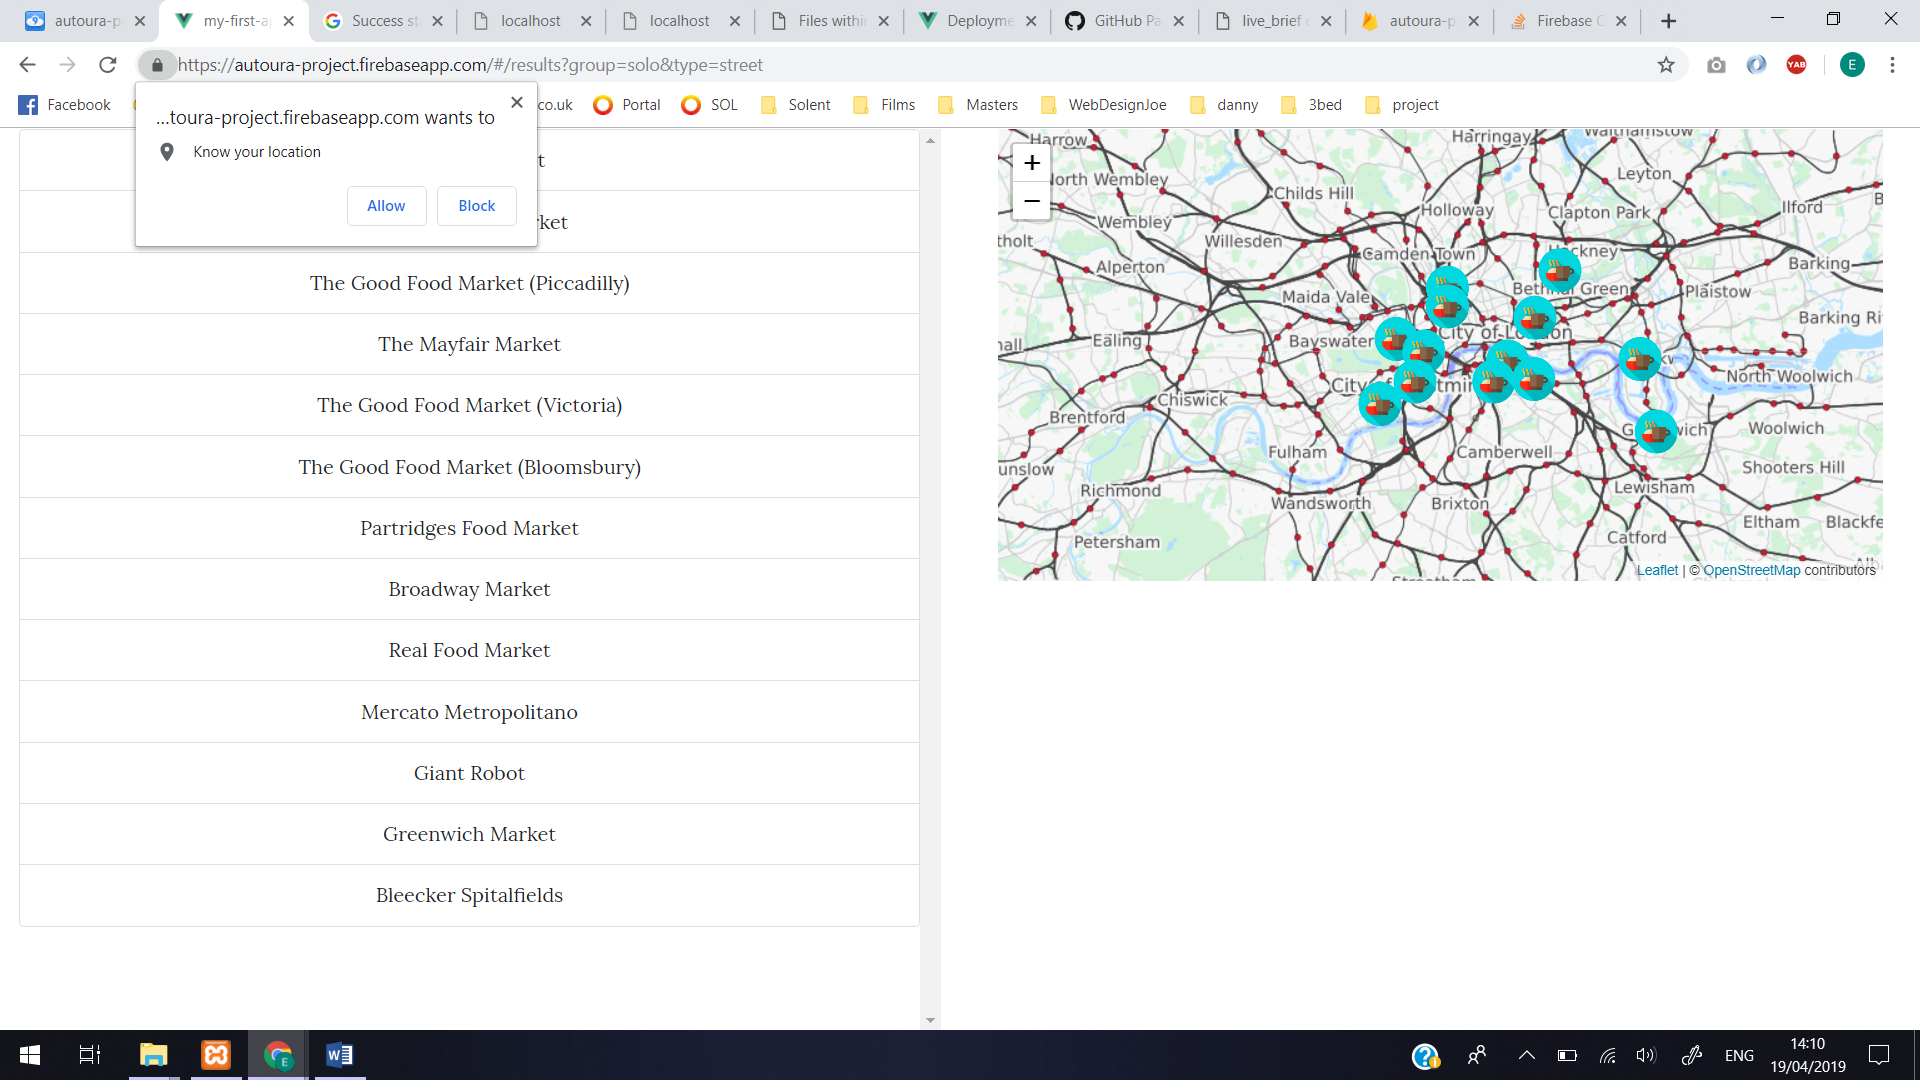 autoura-p
my-first-a
Success st
localhost
localhost
Files withi
Deployme
GitHub Pa
live_brief
autoura-p
Firebase C
https://autoura-project.firebaseapp.com/#/results?group=solo&type=street
E
Facebook
co.uk
Portal
SOL
Solent
Films
Masters
WebDesignJoe
danny
3bed
project
...toura-project.firebaseapp.com wants to
Know your location
Allow
Block
t
ket
The Good Food Market (Piccadilly)
The Mayfair Market
The Good Food Market (Victoria)
The Good Food Market (Bloomsbury)
Partridges Food Market
Broadway Market
Real Food Market
Mercato Metropolitano
Giant Robot
Greenwich Market
Bleecker Spitalfields
+
−
Harrow
Harringay
Walthamstow
North Wembley
Childs Hill
Leyton
Wembley
Holloway
Clapton Park
Ilford
tholt
Willesden
Camden Town
Hackney
Alperton
Barking
Maida Vale
Bethnal Green
Plaistow
Barking Ri
Ealing
Bayswater
City of London
North Woolwich
Chiswick
Brentford
Woolwich
Fulham
Camberwell
Shooters Hill
unslow
Richmond
Wandsworth
Brixton
Lewisham
Eltham
Blackfe
Petersham
Catford
Streatham
Leaflet | © OpenStreetMap contributors
YAB
E
ENG
14:10
19/04/2019